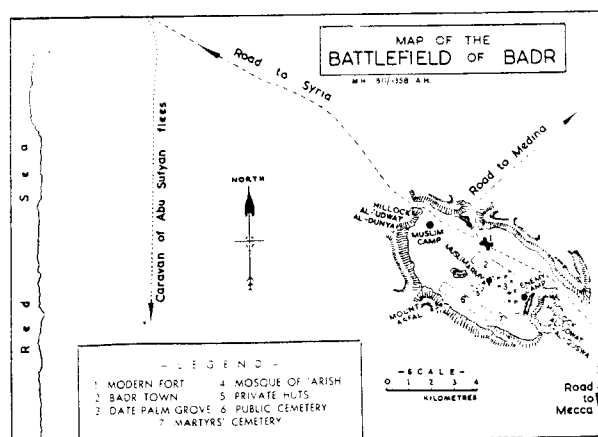 MAP OF THE
BATTLEFIELD OF BADR
Road to Syria
Road to Medina
Red Sea
Caravan of Abu Sufyan flees
NORTH
HILLOCK
AL-'UDWAT
AL-DUNYA
MUSLIM
CAMP
ENEMY
CAMP
MOUNT
ASFAL
- LEGEND -
1 MODERN FORT
2 BADR TOWN
3 DATE PALM GROVE
4 MOSQUE OF 'ARISH
5 PRIVATE HUTS
6 PUBLIC CEMETERY
7 MARTYRS' CEMETERY
- SCALE -
0 1 2 3 4
KILOMETRES
Road
to
Mecca